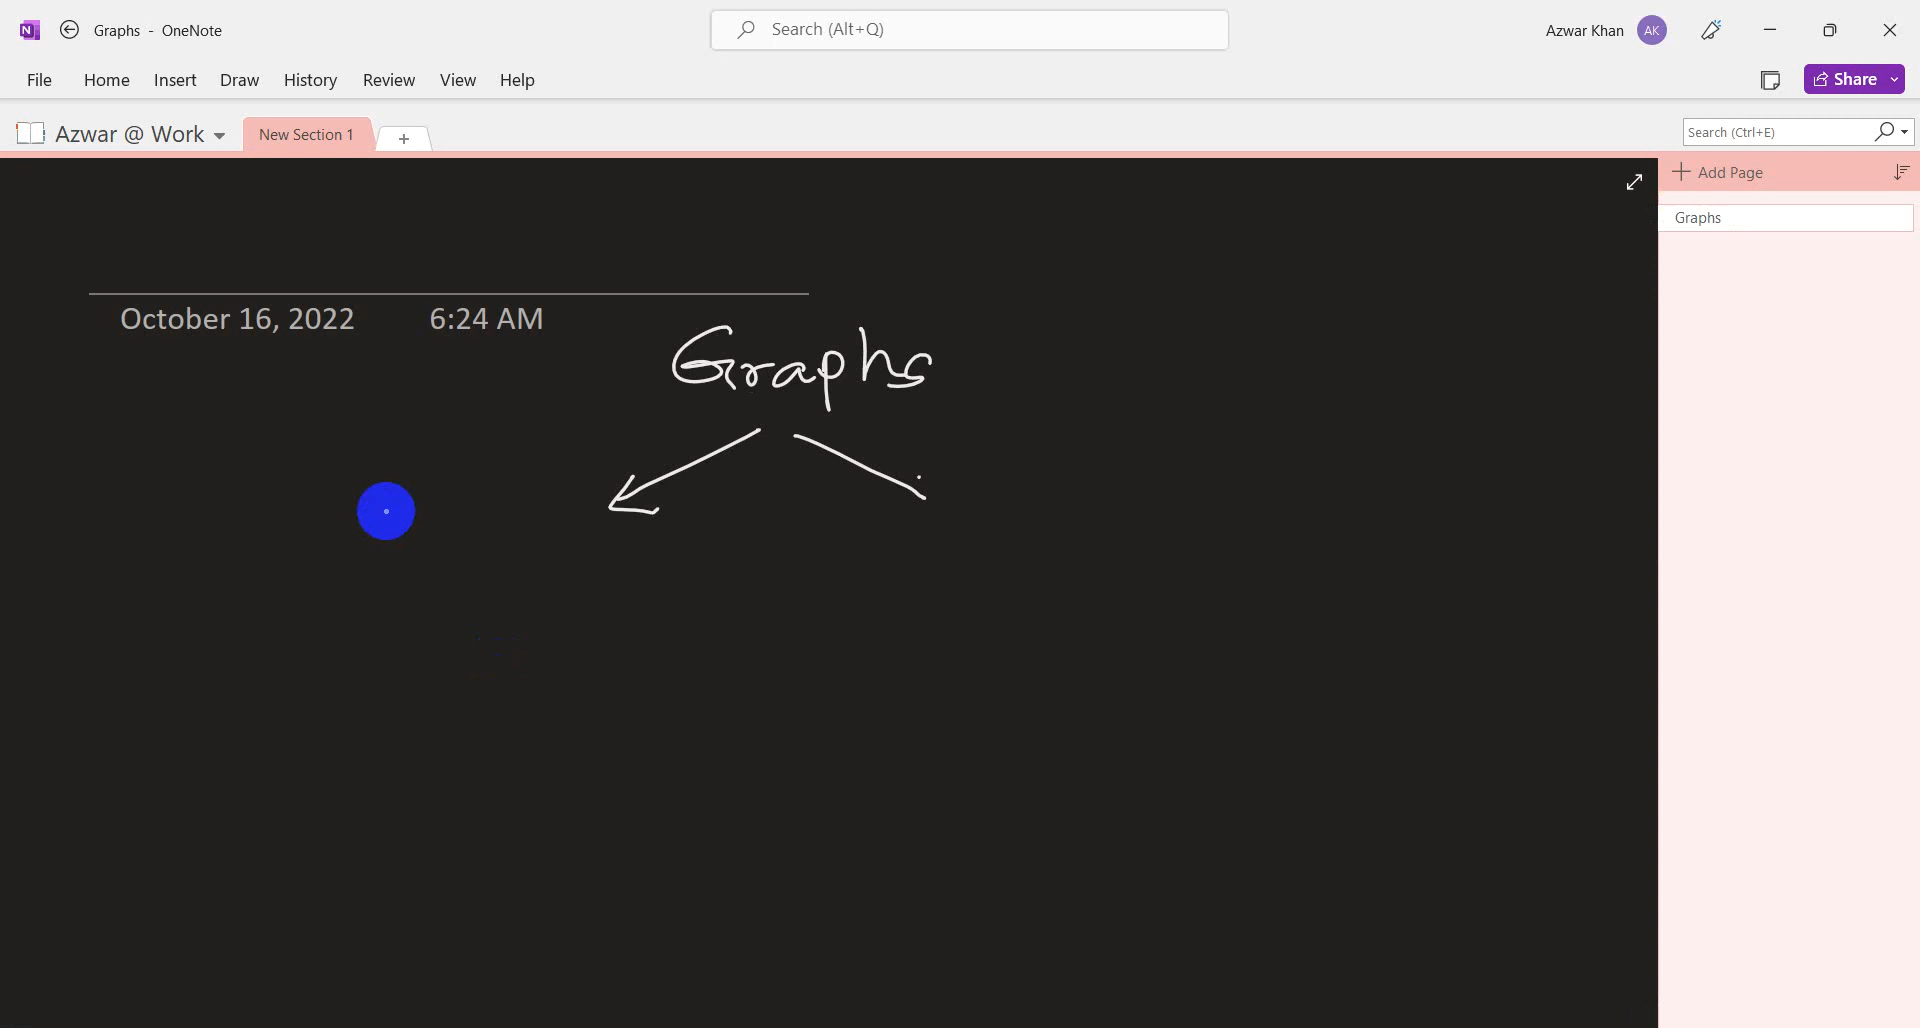 Graphs - OneNote
Search (Alt+Q)
Azwar Khan
AK
File Home Insert Draw History Review View Help
Share
Azwar @ Work
New Section 1
Search (Ctrl+E)
Add Page
Graphs
October 16, 2022 6:24 AM
Graphs